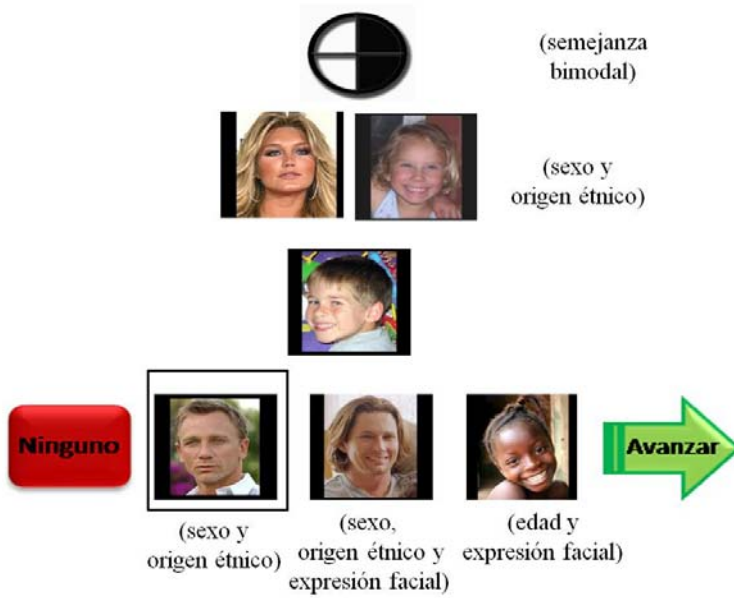 (semejanza
bimodal)
(sexo y
origen étnico)
Ninguno
Avanzar
(sexo y
origen étnico)
(sexo,
origen étnico y
expresión facial)
(edad y
expresión facial)